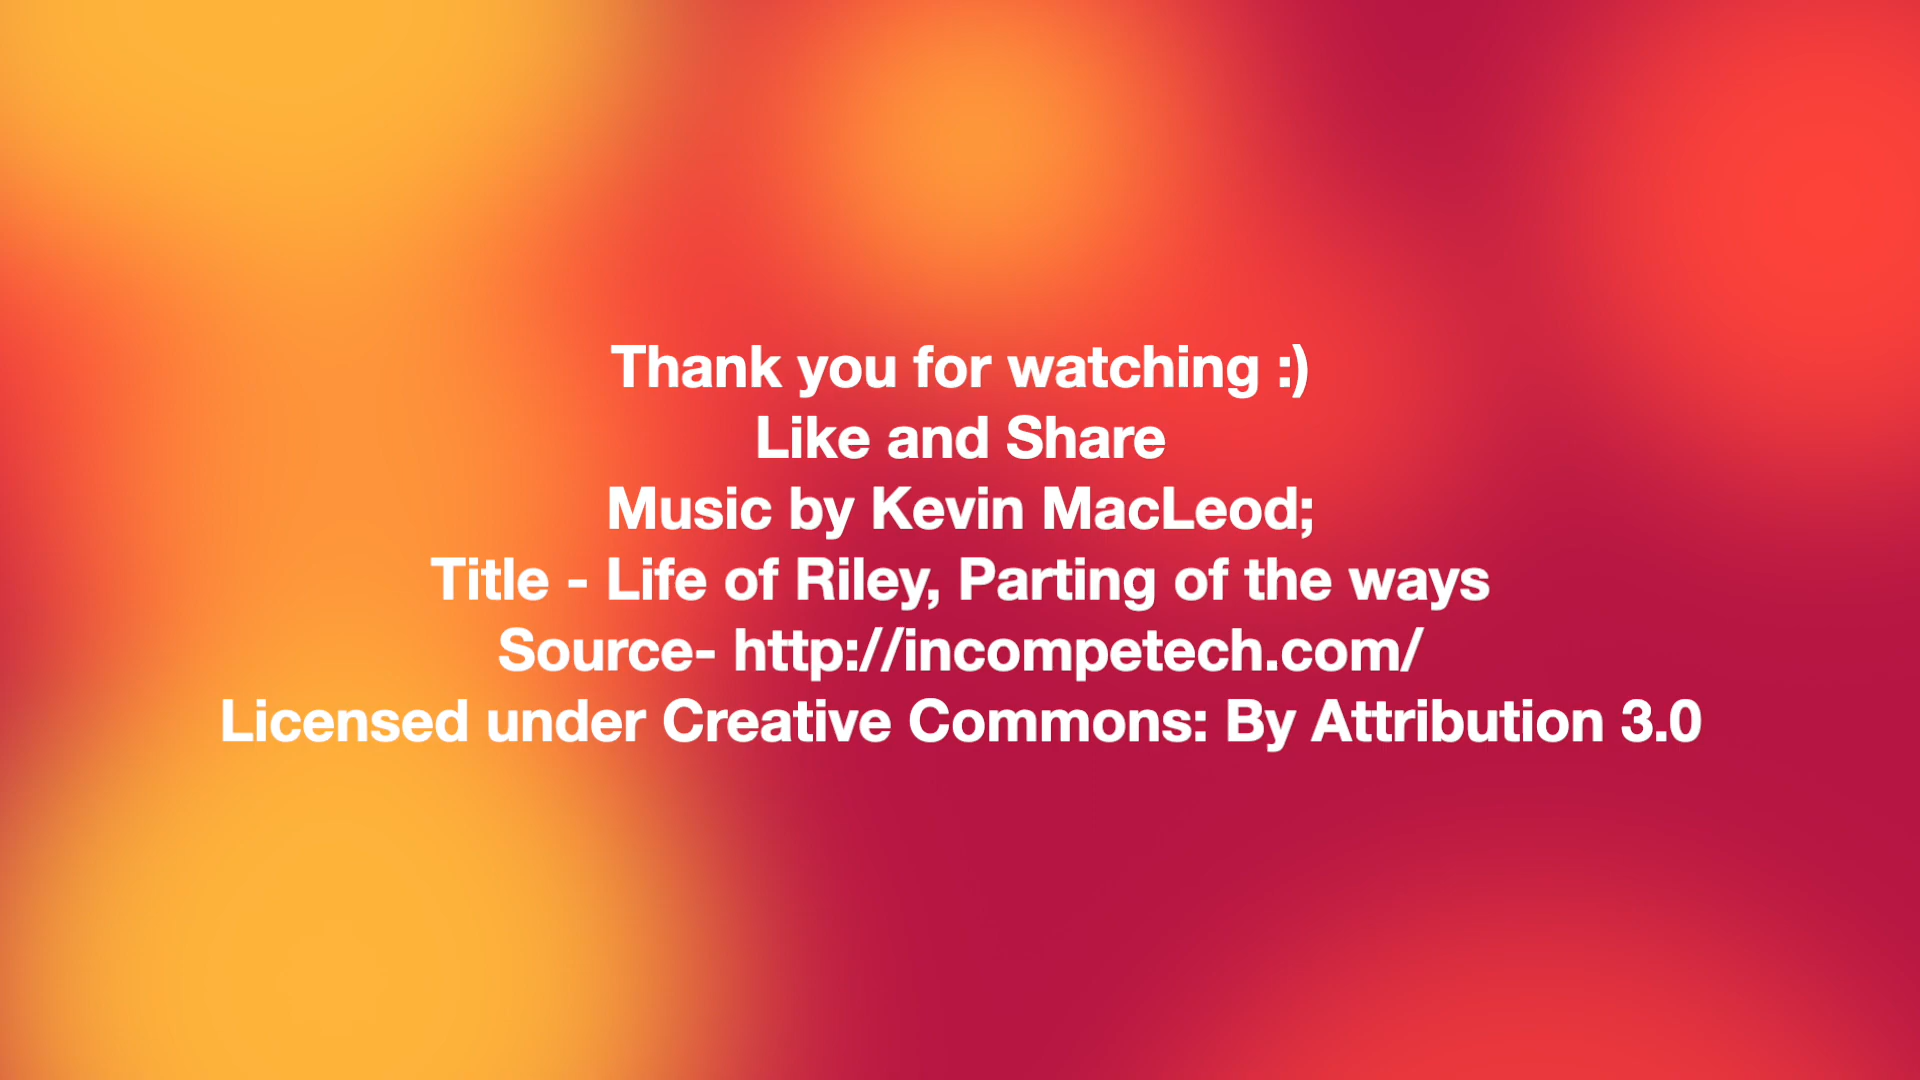 Thank you for watching :)
Like and Share
Music by Kevin MacLeod;
Title - Life of Riley, Parting of the ways
Source- http://incompetech.com/
Licensed under Creative Commons: By Attribution 3.0